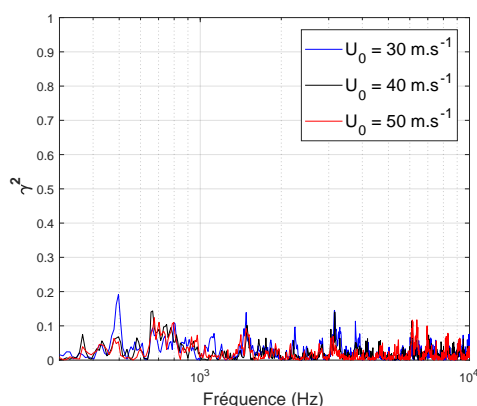 1
0.9
0.8
0.7
0.6
0.5
0.4
0.3
0.2
0.1
0
γ²
U₀ = 30 m.s⁻¹
U₀ = 40 m.s⁻¹
U₀ = 50 m.s⁻¹
10³
10⁴
Fréquence (Hz)